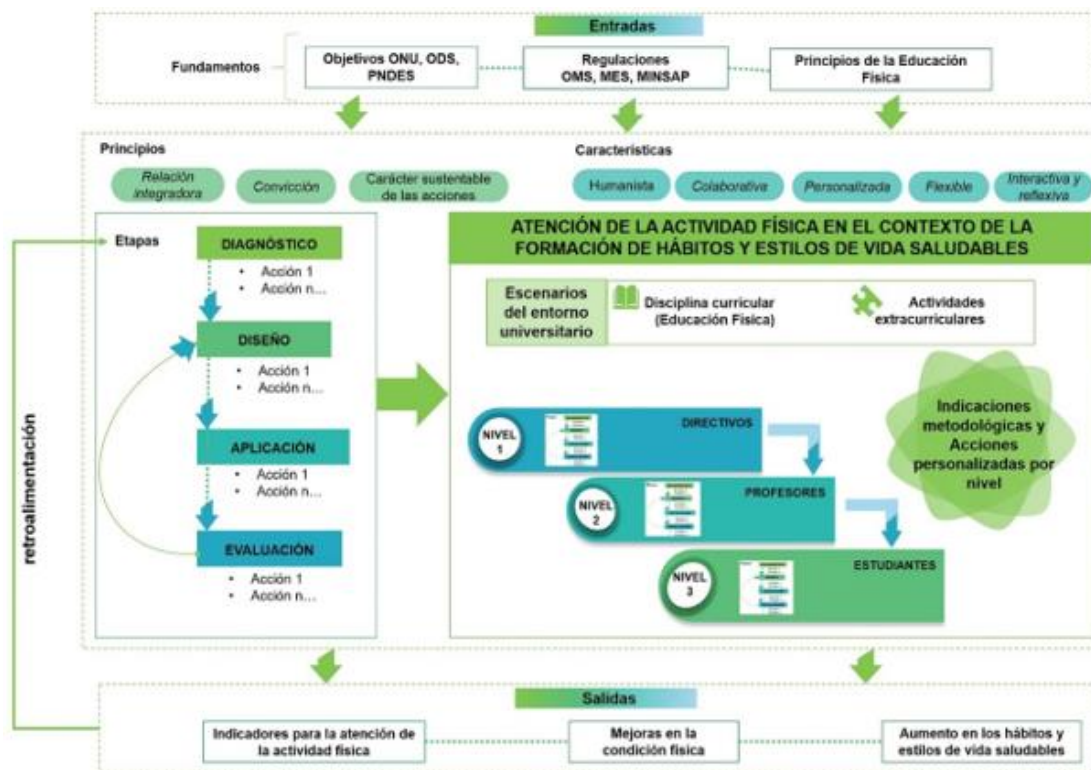 Entradas
Fundamentos
Objetivos ONU, ODS,
PNDES
Regulaciones
OMS, MES, MINSAP
Principios de la Educación
Física
Principios
Relación
integradora
Convicción
Carácter sustentable
de las acciones
Características
Humanista
Colaborativa
Personalizada
Flexible
Interactiva y
reflexiva
retroalimentación
Etapas
DIAGNÓSTICO
• Acción 1
• Acción n...
DISEÑO
• Acción 1
• Acción n...
APLICACIÓN
• Acción 1
• Acción n...
EVALUACIÓN
• Acción 1
• Acción n...
ATENCIÓN DE LA ACTIVIDAD FÍSICA EN EL CONTEXTO DE LA
FORMACIÓN DE HÁBITOS Y ESTILOS DE VIDA SALUDABLES
Escenarios
del entorno
universitario
Disciplina curricular
(Educación Física)
Actividades
extracurriculares
NIVEL
1
DIRECTIVOS
NIVEL
2
PROFESORES
NIVEL
3
ESTUDIANTES
Indicaciones
metodológicas y
Acciones
personalizadas por
nivel
Salidas
Indicadores para la atención de
la actividad física
Mejoras en la
condición física
Aumento en los hábitos y
estilos de vida saludables